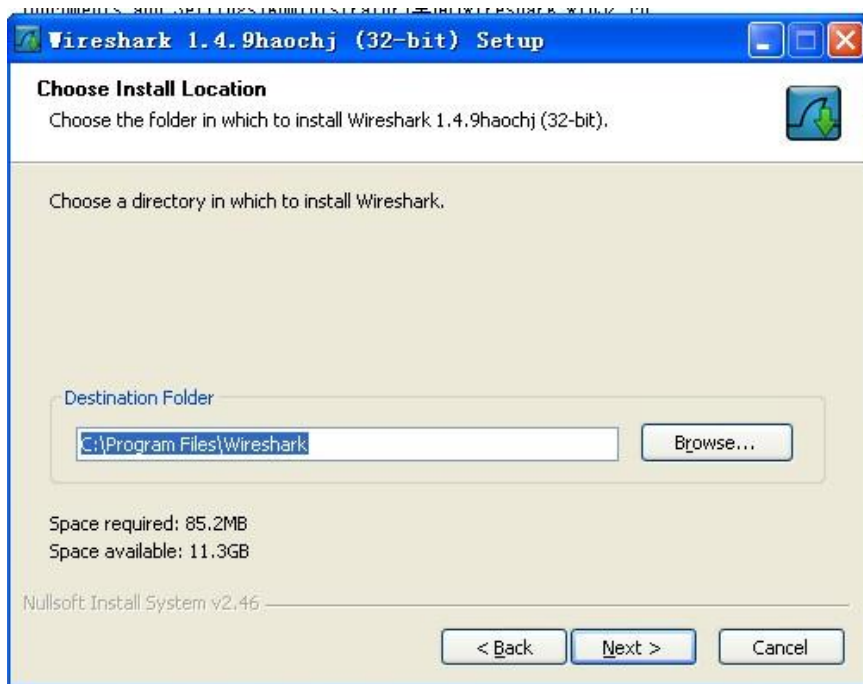 Wireshark 1.4.9haochj (32-bit) Setup
Choose Install Location
Choose the folder in which to install Wireshark 1.4.9haochj (32-bit).
Choose a directory in which to install Wireshark.
Destination Folder
C:\Program Files\Wireshark
Browse...
Space required: 85.2MB
Space available: 11.3GB
Nullsoft Install System v2.46
< Back
Next >
Cancel